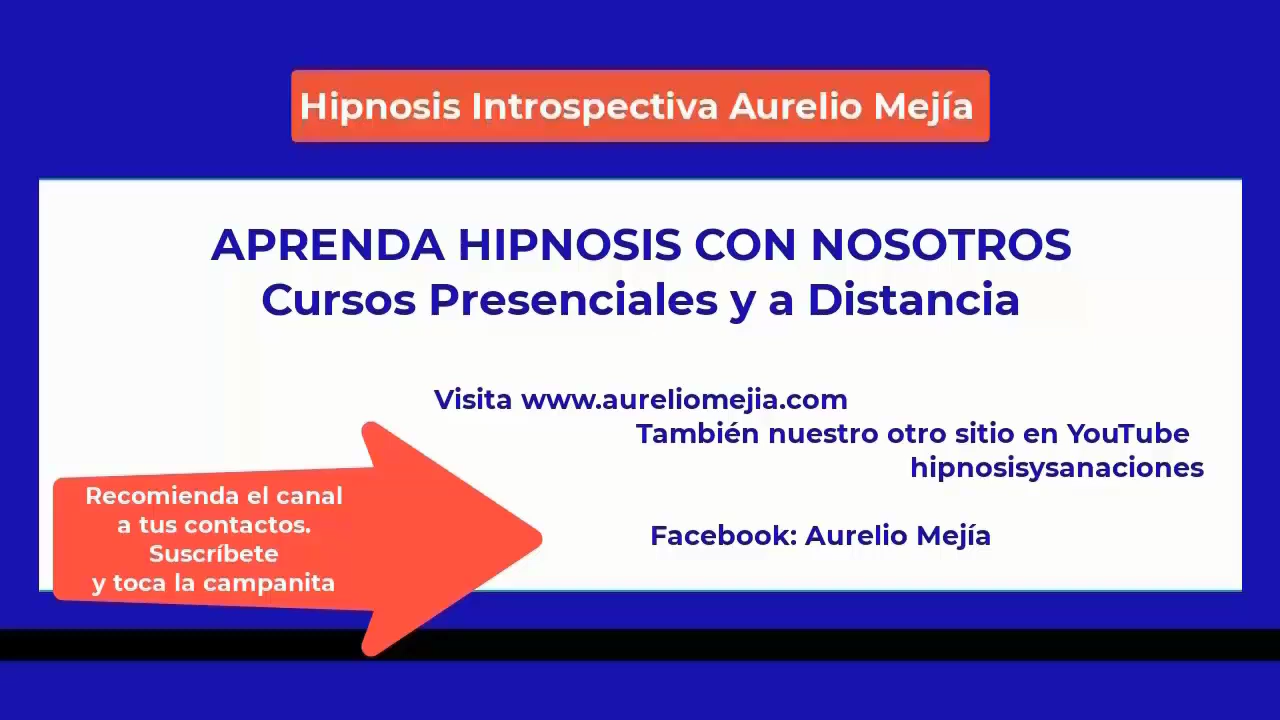 Hipnosis Introspectiva Aurelio Mejía
APRENDA HIPNOSIS CON NOSOTROS
Cursos Presenciales y a Distancia
Visita www.aureliomejia.com
También nuestro otro sitio en YouTube
hipnosisysanaciones
Recomienda el canal
a tus contactos.
Suscríbete
y toca la campanita
Facebook: Aurelio Mejía